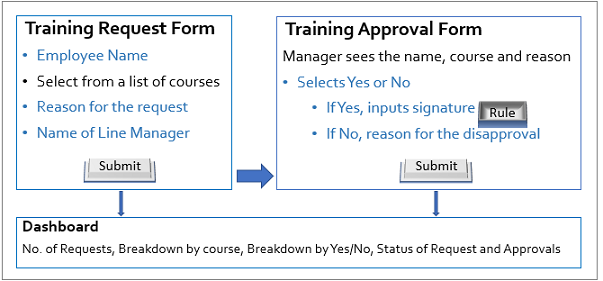 Training Request Form
Employee Name
Select from a list of courses
Reason for the request
Name of Line Manager
Submit
Training Approval Form
Manager sees the name, course and reason
Selects Yes or No
If Yes, inputs signature
Rule
If No, reason for the disapproval
Submit
Dashboard
No. of Requests, Breakdown by course, Breakdown by Yes/No, Status of Request and Approvals